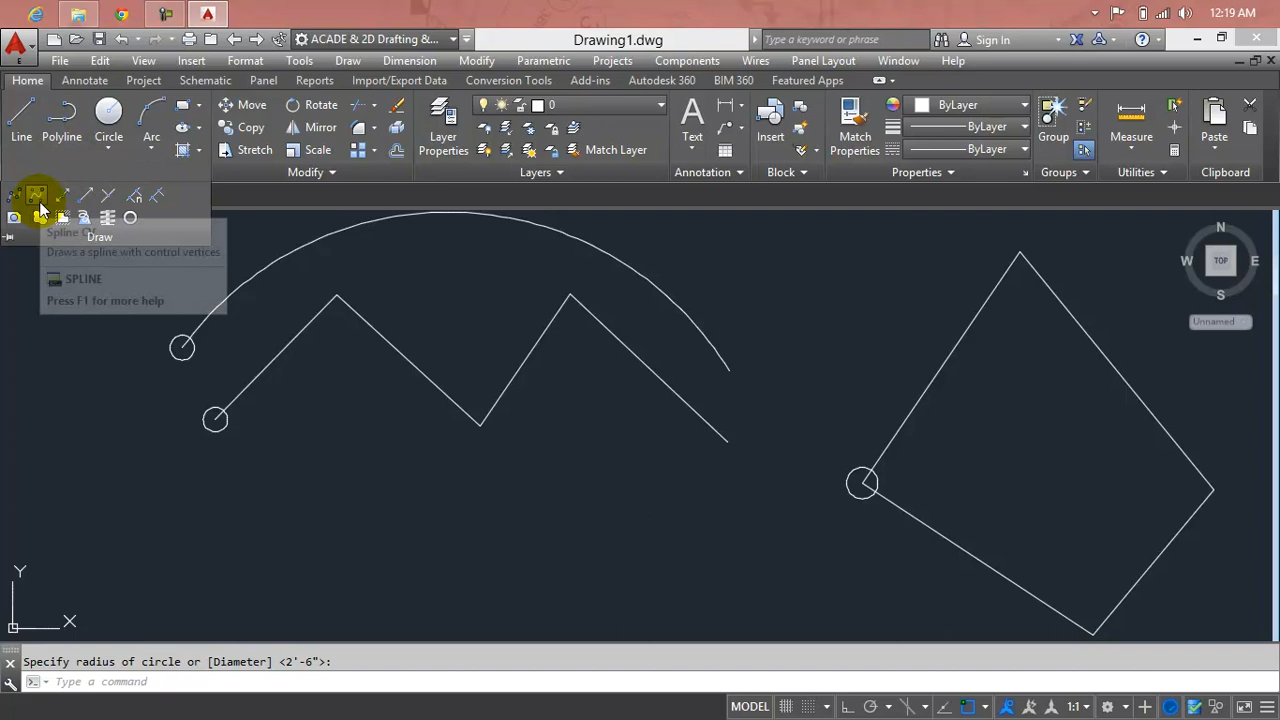 12:19 AM
ACADE & 2D Drafting &...
Drawing1.dwg
Type a keyword or phrase
Sign In
E
File Edit View Insert Format Tools Draw Dimension Modify Parametric Projects Components Wires Panel Layout Window Help
Home Annotate Project Schematic Panel Reports Import/Export Data Conversion Tools Add-ins Autodesk 360 BIM 360 Featured Apps
Move Rotate
0
ByLayer
Line Polyline Circle Arc
Copy Mirror
Layer Properties
Text
Insert
Match Properties
ByLayer
Group
Measure
Paste
Stretch Scale
Match Layer
ByLayer
Modify Layers Annotation Block Properties Groups Utilities Clipboard
Draw
Spline CV
Draws a spline with control vertices
SPLINE
Press F1 for more help
N
W TOP E
S
Unnamed
Y
X
Specify radius of circle or [Diameter] <2'-6">:
Type a command
MODEL
1:1